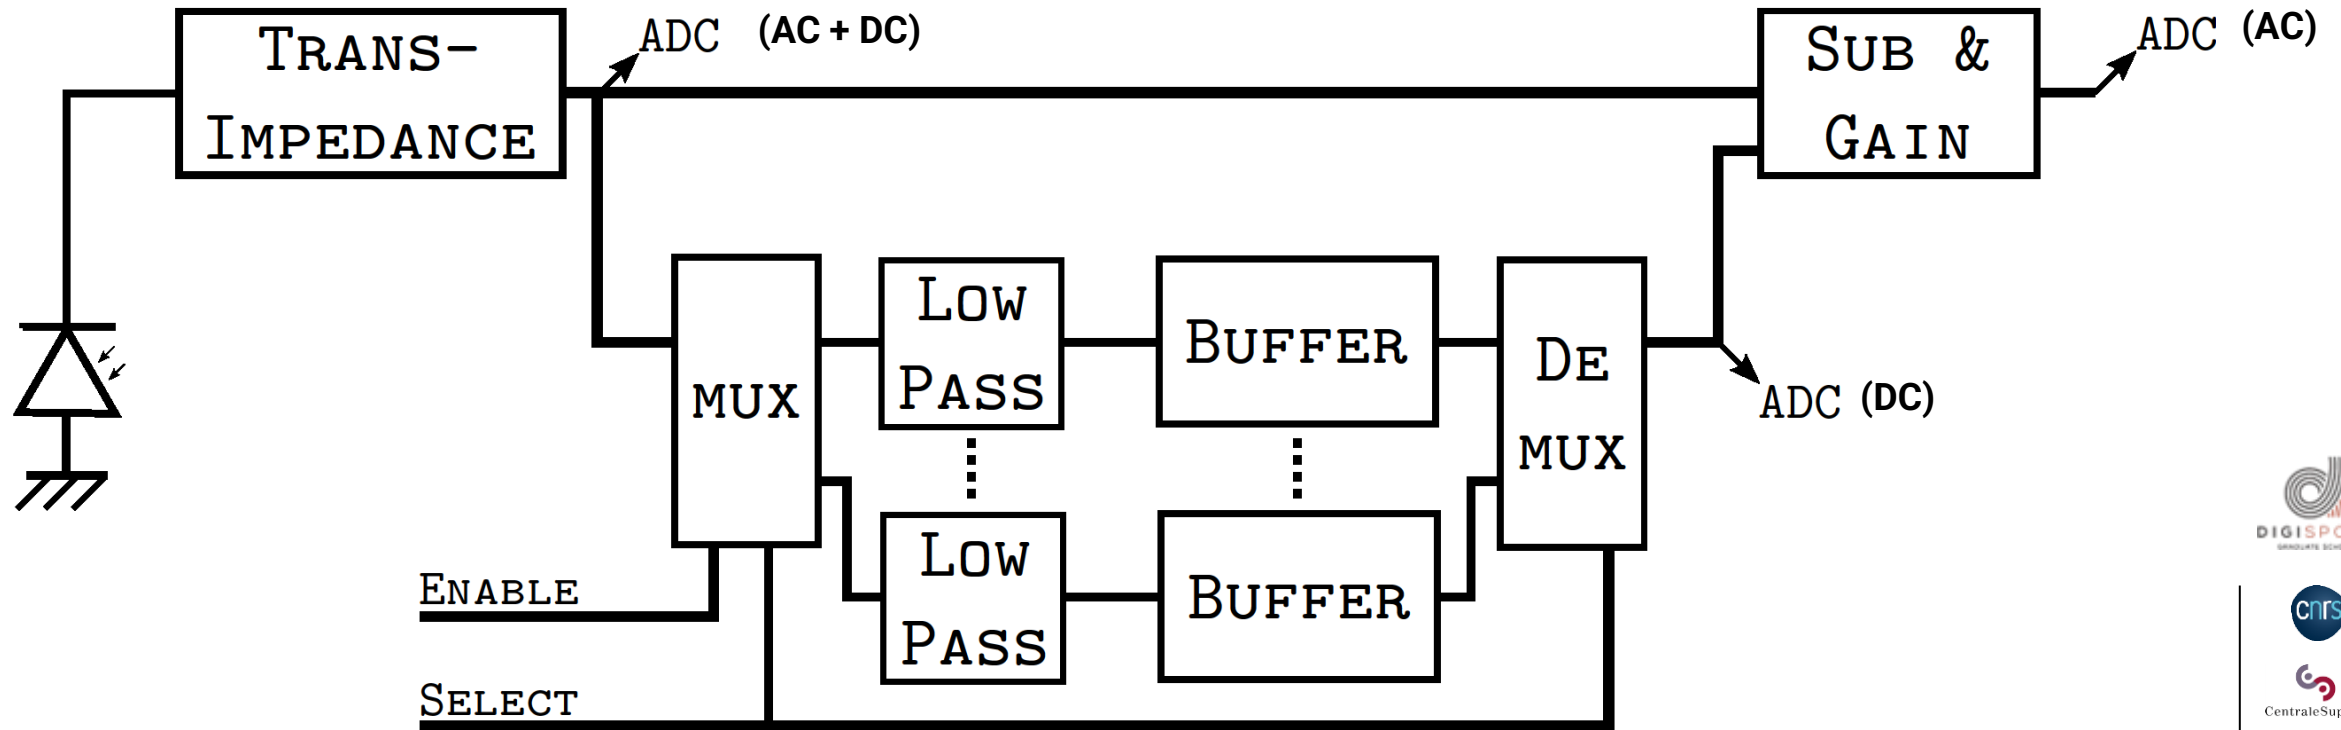 TRANS-
IMPEDANCE
ADC (AC + DC)
SUB &
GAIN
ADC (AC)
MUX
LOW
PASS
BUFFER
DE
MUX
ADC (DC)
LOW
PASS
BUFFER
ENABLE
SELECT
cnrs